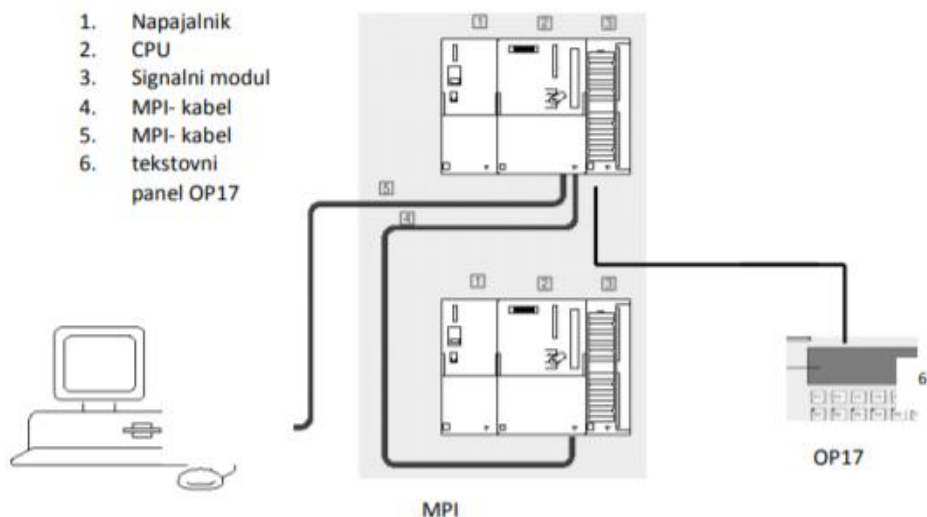 1. Napajalnik
2. CPU
3. Signalni modul
4. MPI- kabel
5. MPI- kabel
6. tekstovni
panel OP17
1 2 3
5
4
1 2 3
6
OP17
MPI